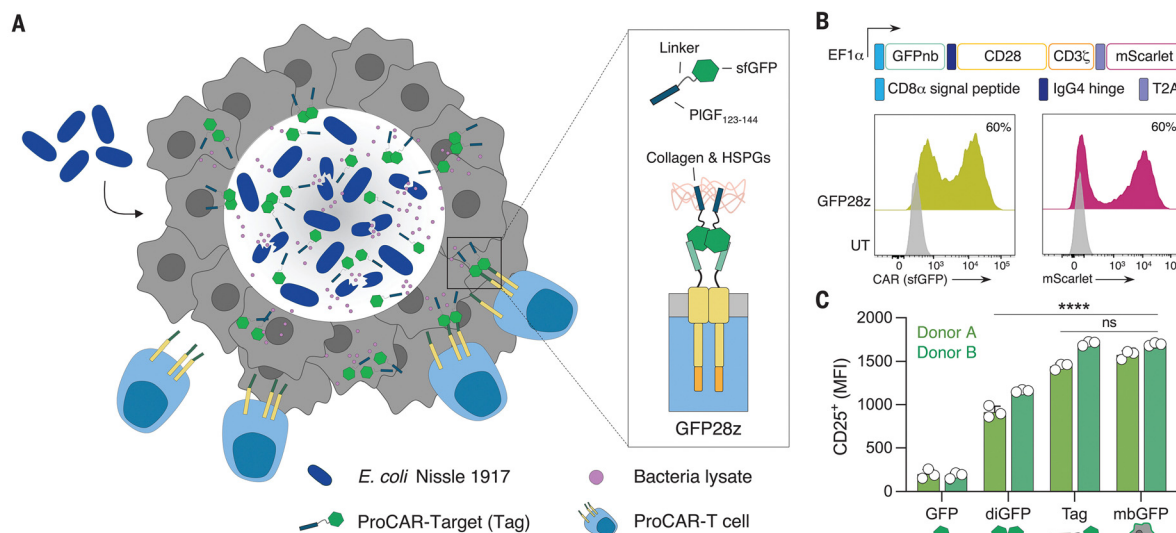 A
Linker
sfGFP
PlGF123-144
Collagen & HSPGs
GFP28z
E. coli Nissle 1917
Bacteria lysate
ProCAR-Target (Tag)
ProCAR-T cell
B
EF1α
GFPnb
CD28
CD3ζ
mScarlet
CD8α signal peptide
IgG4 hinge
T2A
60%
60%
GFP28z
UT
0 10³ 10⁴ 10⁵
0 10³ 10⁴
CAR (sfGFP)
mScarlet
C
****
ns
Donor A
Donor B
CD25⁺ (MFI)
2000
1500
1000
500
0
GFP diGFP Tag mbGFP